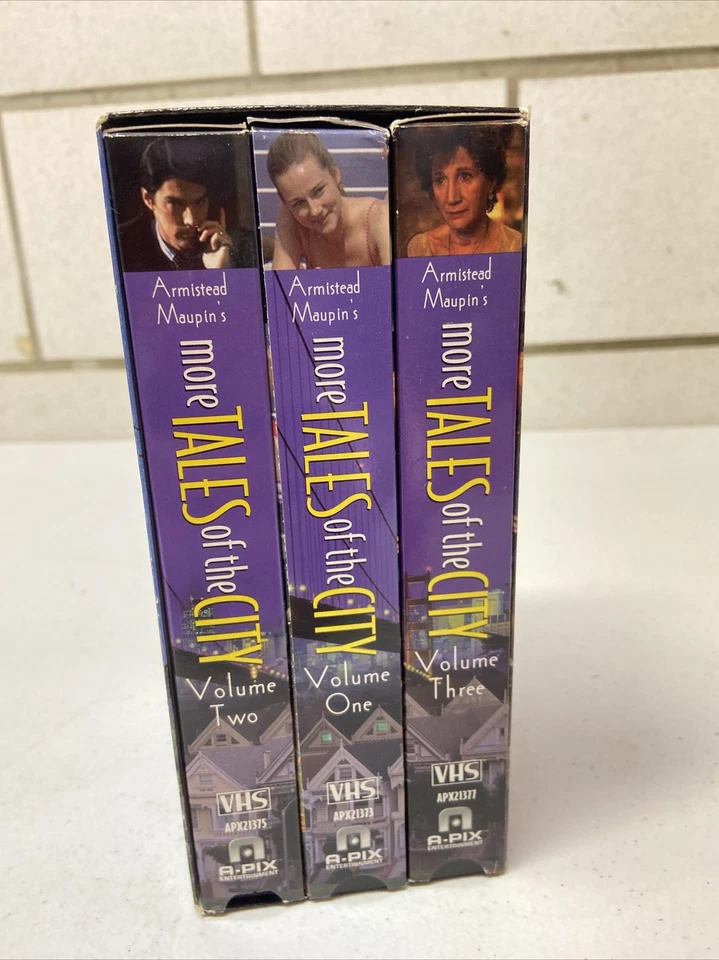 Armistead
Maupin's
more TALES of the CITY
Volume
Two
VHS
APX21375
A-PIX
ENTERTAINMENT
Armistead
Maupin's
more TALES of the CITY
Volume
One
VHS
APX21373
A-PIX
ENTERTAINMENT
Armistead
Maupin's
more TALES of the CITY
Volume
Three
VHS
APX21377
A-PIX
ENTERTAINMENT